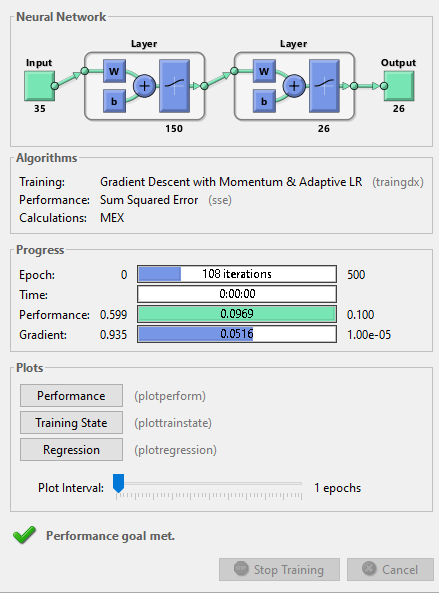 Neural Network
Layer Layer
Input W b W b Output
35 150 26 26
Algorithms
Training: Gradient Descent with Momentum & Adaptive LR (traingdx)
Performance: Sum Squared Error (sse)
Calculations: MEX
Progress
Epoch: 0 108 iterations 500
Time: 0:00:00
Performance: 0.599 0.0969 0.100
Gradient: 0.935 0.0516 1.00e-05
Plots
Performance (plotperform)
Training State (plottrainstate)
Regression (plotregression)
Plot Interval: 1 epochs
Performance goal met.
Stop Training Cancel